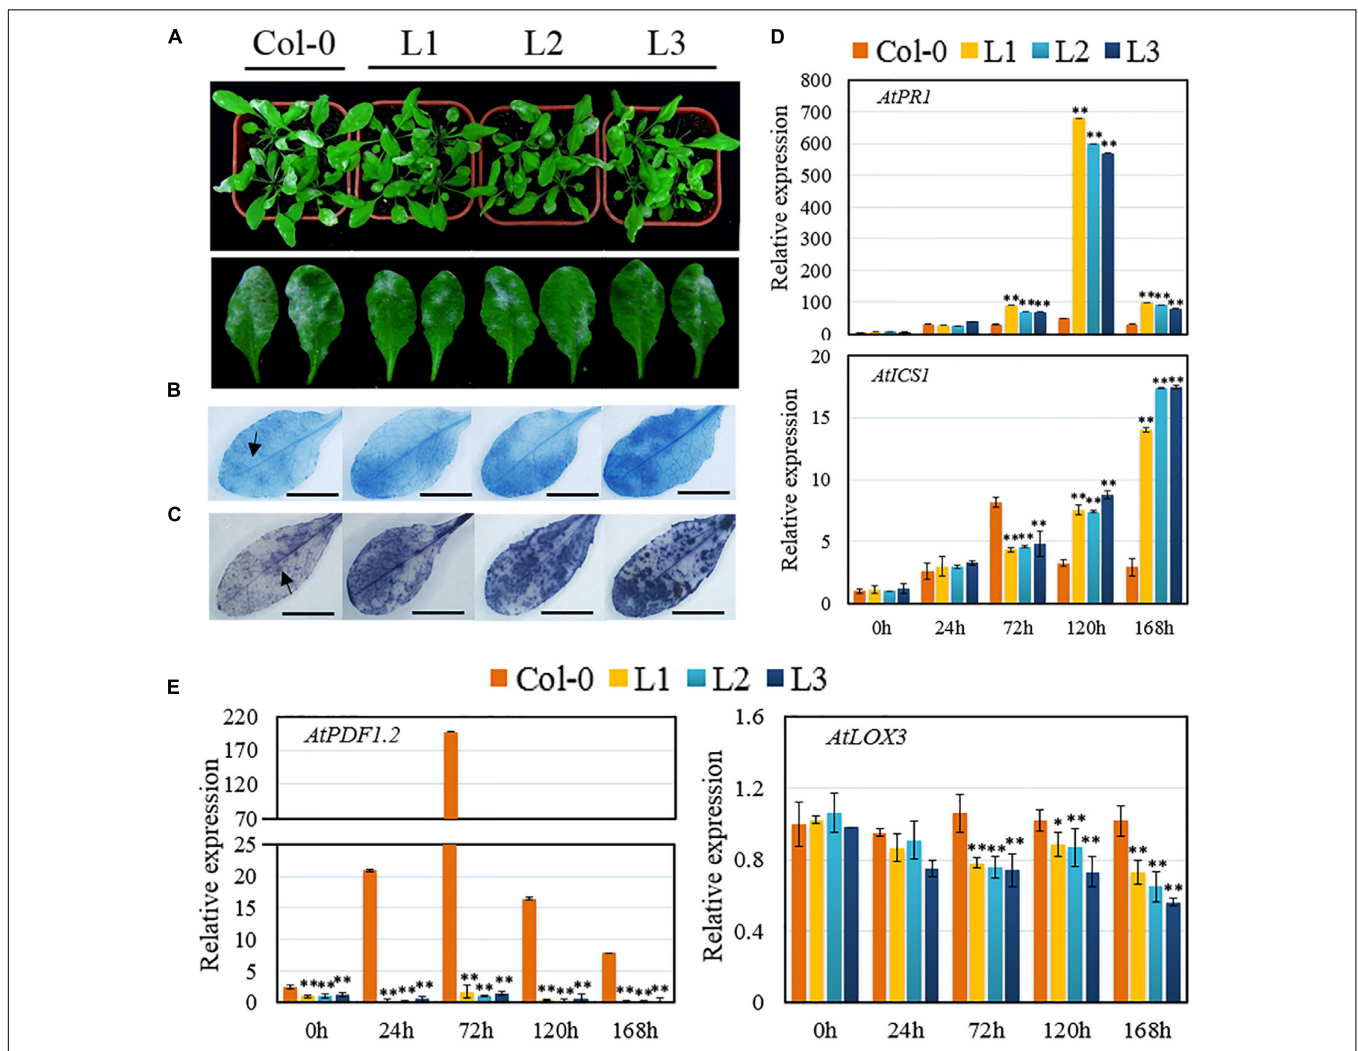 A
Col-0 L1 L2 L3
B
C
D
Col-0 L1 L2 L3
AtPR1
Relative expression
800
700
600
500
400
300
200
100
0
** ** **
** ** **
** ** **
AtICS1
Relative expression
20
15
10
5
0
** ** **
** ** **
** ** **
0h 24h 72h 120h 168h
E
Col-0 L1 L2 L3
AtPDF1.2
Relative expression
220
170
120
70
25
20
15
10
5
0
** ** **
** ** **
** ** **
** ** **
** ** **
0h 24h 72h 120h 168h
AtLOX3
Relative expression
1.6
1.2
0.8
0.4
0
** ** **
* ** **
** ** **
0h 24h 72h 120h 168h